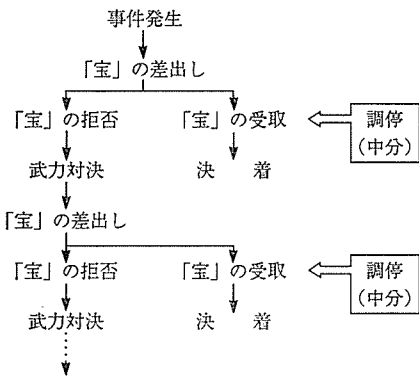 事件発生
「宝」の差出し
「宝」の拒否 「宝」の受取 調停
(中分)
武力対決 決 着
「宝」の差出し
「宝」の拒否 「宝」の受取 調停
(中分)
武力対決 決 着